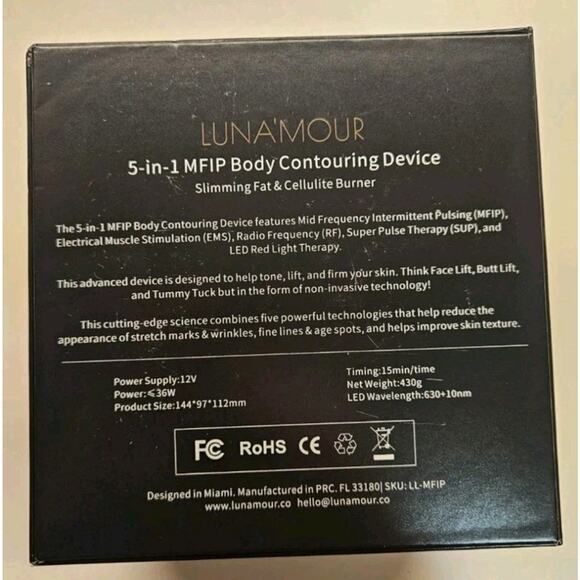 LUNA'MOUR
5-in-1 MFIP Body Contouring Device
Slimming Fat & Cellulite Burner
The 5-in-1 MFIP Body Contouring Device features Mid Frequency Intermittent Pulsing (MFIP),
Electrical Muscle Stimulation (EMS), Radio Frequency (RF), Super Pulse Therapy (SUP), and
LED Red Light Therapy.
This advanced device is designed to help tone, lift, and firm your skin. Think Face Lift, Butt Lift,
and Tummy Tuck but in the form of non-invasive technology!
This cutting-edge science combines five powerful technologies that help reduce the
appearance of stretch marks & wrinkles, fine lines & age spots, and helps improve skin texture.
Power Supply:12V
Power:⩽36W
Product Size:144*97*112mm
Timing:15min/time
Net Weight:430g
LED Wavelength:630+10nm
FC RoHS CE
Designed in Miami. Manufactured in PRC. FL 33180| SKU: LL-MFIP
www.lunamour.co hello@lunamour.co